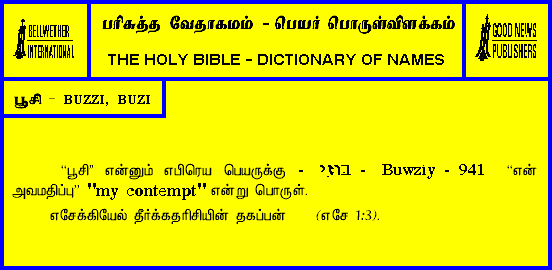 BELLWETHER
INTERNATIONAL
பரிசுத்த வேதாகமம் - பெயர் பொருள்விளக்கம்
THE HOLY BIBLE - DICTIONARY OF NAMES
GOOD NEWS
PUBLISHERS
பூசி - BUZZI, BUZI
"பூசி" என்னும் எபிரெய பெயருக்கு - בוזי - Buwziy - 941 "என்
அவமதிப்பு" "my contempt" என்று பொருள்.
எசேக்கியேல் தீர்க்கதரிசியின் தகப்பன் (எசே 1:3).